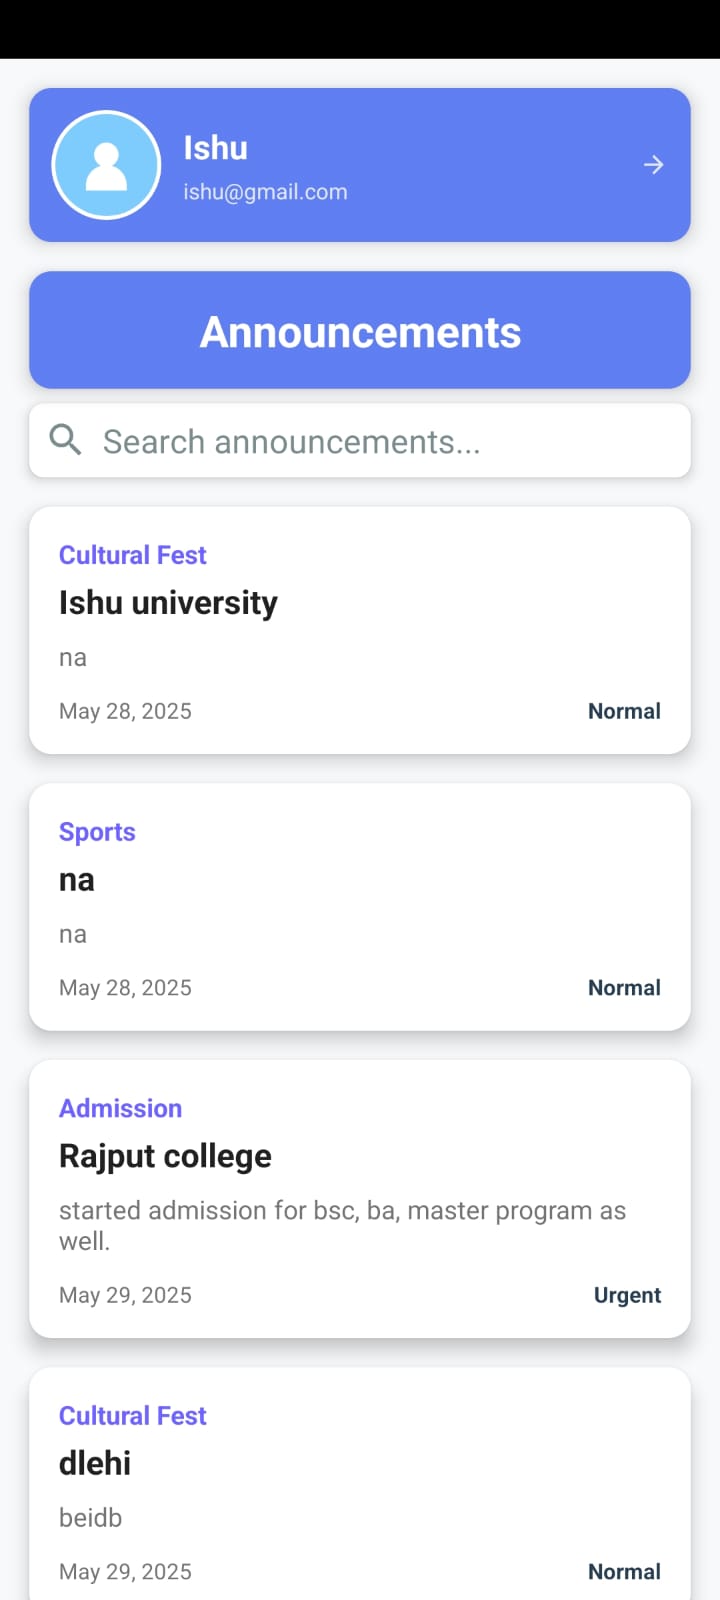 Ishu
ishu@gmail.com
Announcements
Search announcements...
Cultural Fest
Ishu university
na
May 28, 2025 Normal
Sports
na
na
May 28, 2025 Normal
Admission
Rajput college
started admission for bsc, ba, master program as
well.
May 29, 2025 Urgent
Cultural Fest
dlehi
beidb
May 29, 2025 Normal